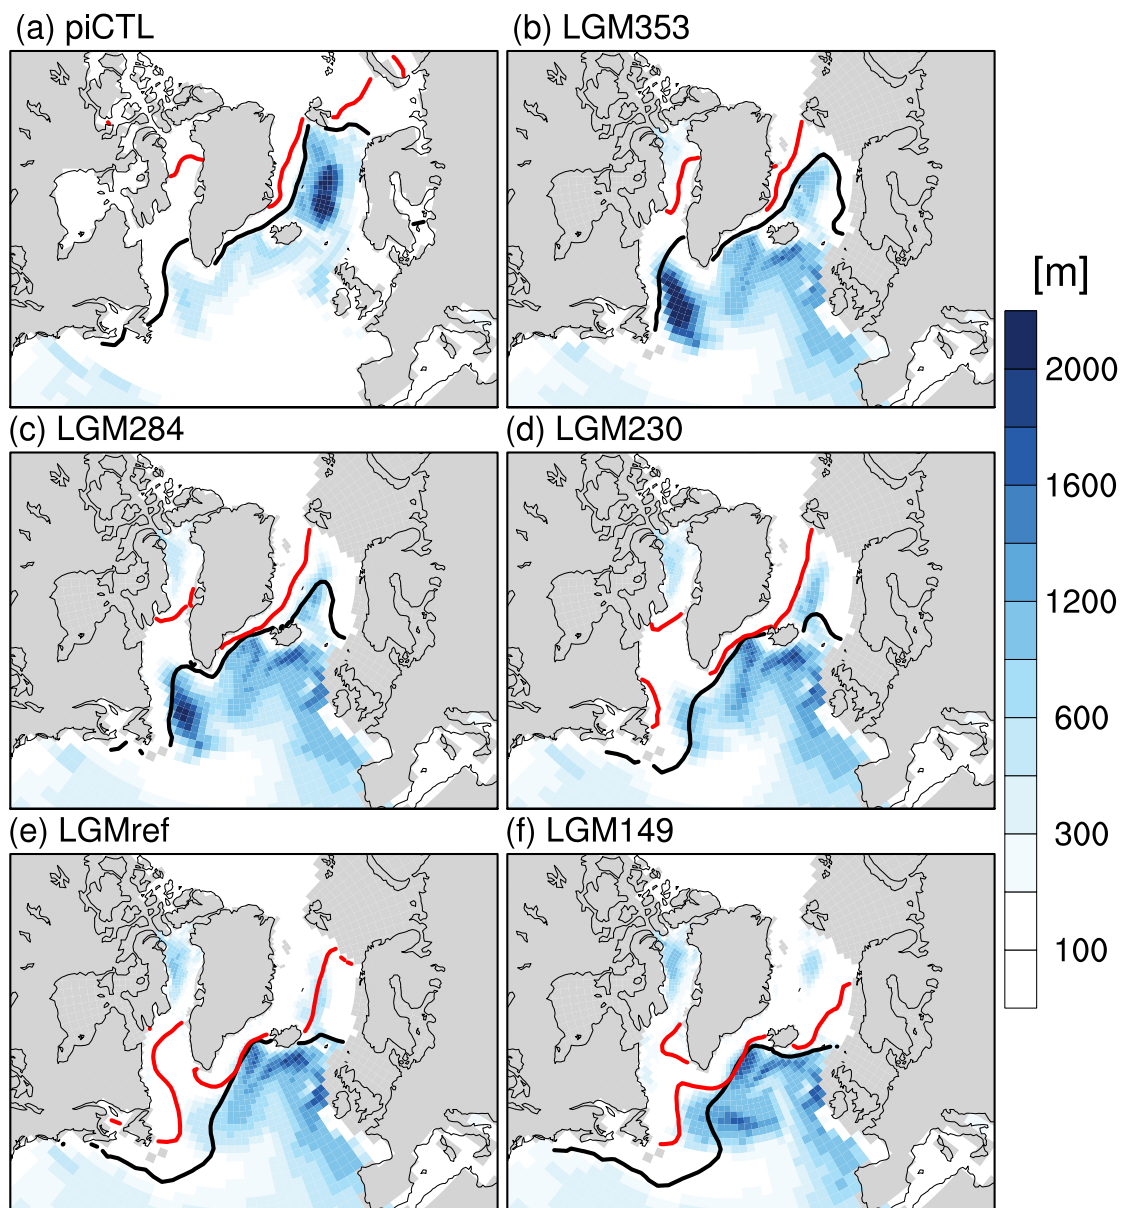 (a) piCTL
(b) LGM353
[m]
2000
1600
1200
600
300
100
(c) LGM284
(d) LGM230
(e) LGMref
(f) LGM149